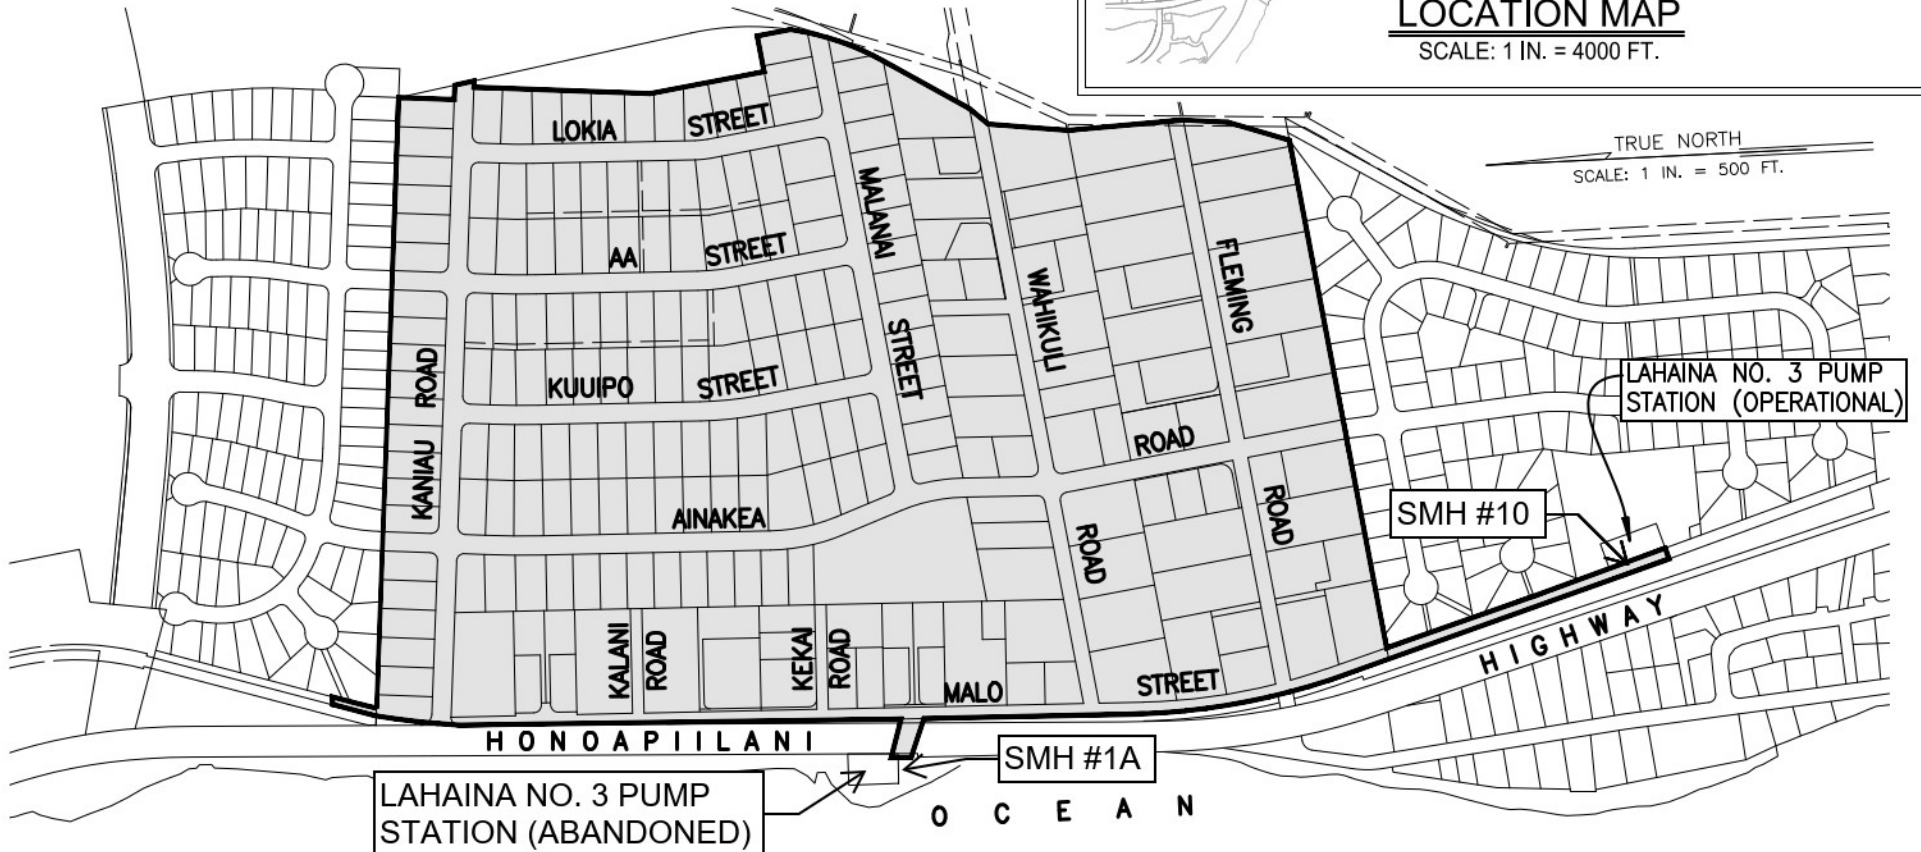 LOCATION MAP
SCALE: 1 IN. = 4000 FT.
TRUE NORTH
SCALE: 1 IN. = 500 FT.
LOKIA STREET
AA STREET
KUUIPO STREET
AINAKEA
ROAD
KANIAU ROAD
MALANAI STREET
WAHIKULI
ROAD
FLEMING
ROAD
KALANI
ROAD
KEKAI
ROAD
MALO STREET
LAHAINA NO. 3 PUMP
STATION (OPERATIONAL)
SMH #10
HONOAPIILANI HIGHWAY
SMH #1A
LAHAINA NO. 3 PUMP
STATION (ABANDONED)
OCEAN